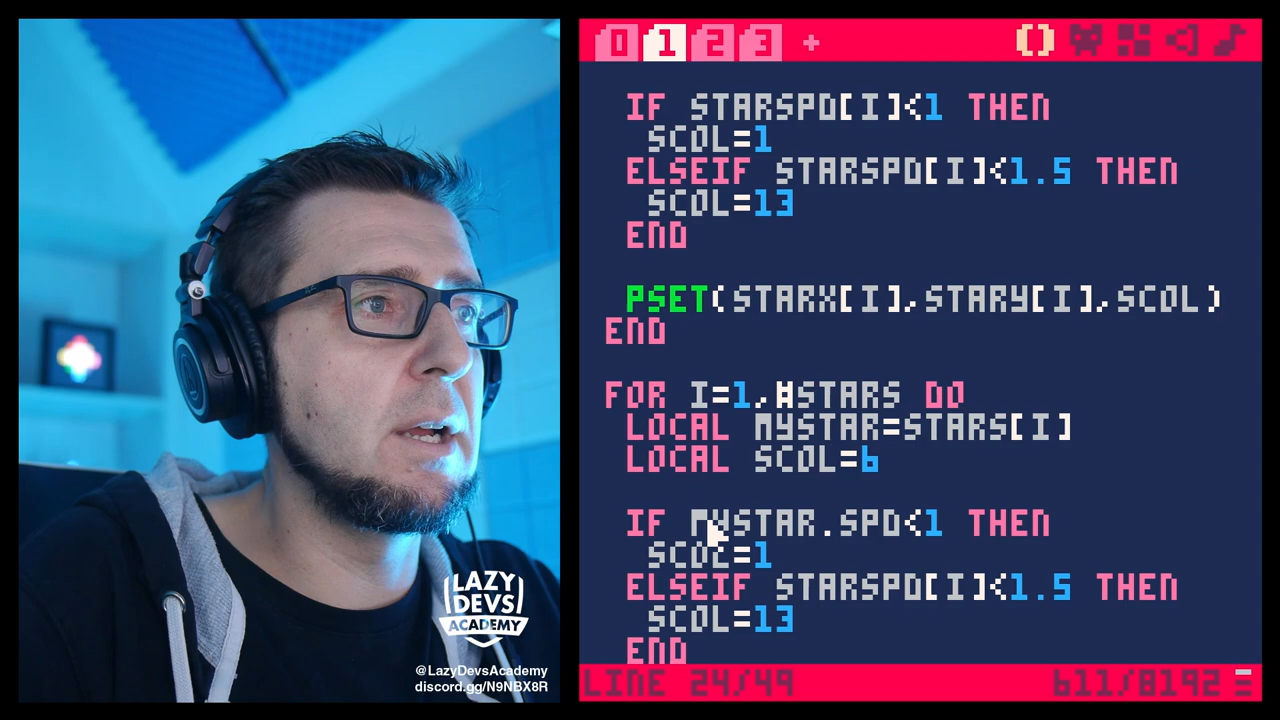 LAZY
DEVS
ACADEMY
@LazyDevsAcademy
discord.gg/N9NBX8R
0 1 2 3 +
IF STARSPD[I]<1 THEN
SCOL=1
ELSEIF STARSPD[I]<1.5 THEN
SCOL=13
END
PSET(STARX[I],STARY[I],SCOL)
END
FOR I=1,#STARS DO
LOCAL MYSTAR=STARS[I]
LOCAL SCOL=6
IF MYSTAR.SPD<1 THEN
SCOL=1
ELSEIF STARSPD[I]<1.5 THEN
SCOL=13
END
LINE 24/49
611/8192